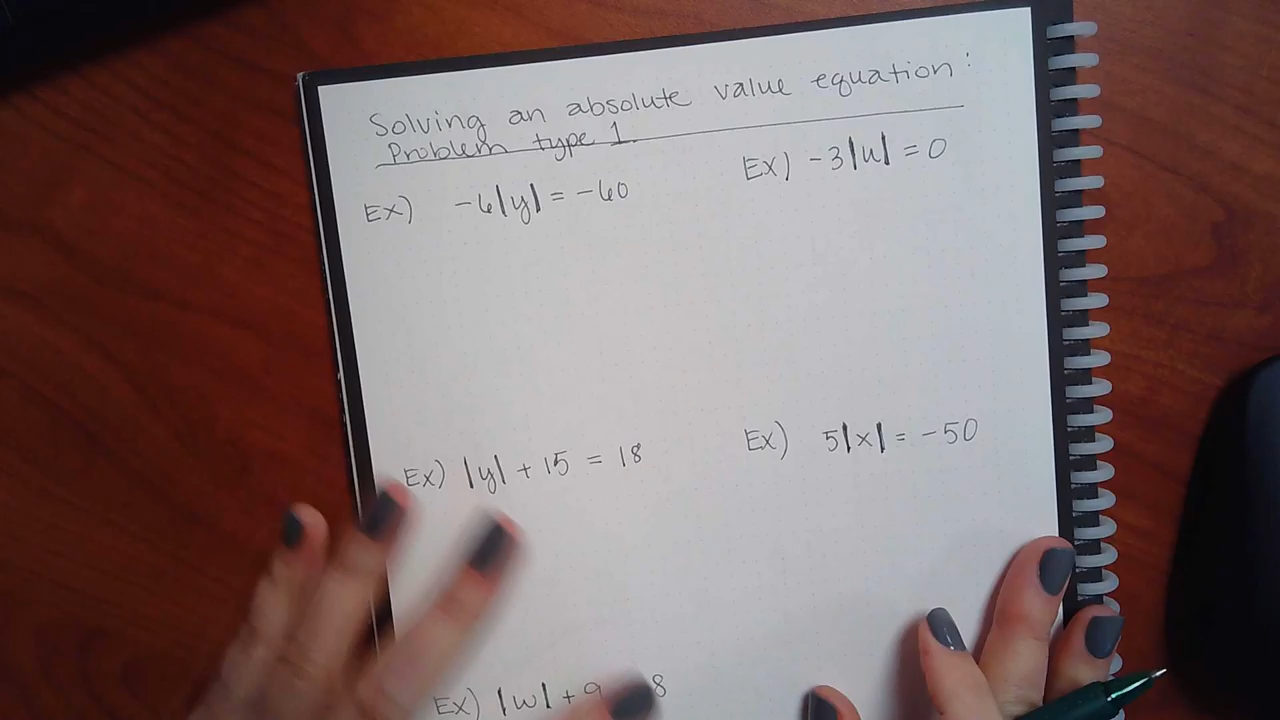 Solving an absolute value equation:
Problem type 1
Ex) -6|y| = -60
Ex) -3|u| = 0
Ex) |y| + 15 = 18
Ex) 5|x| = -50
Ex) |w| + 9 8